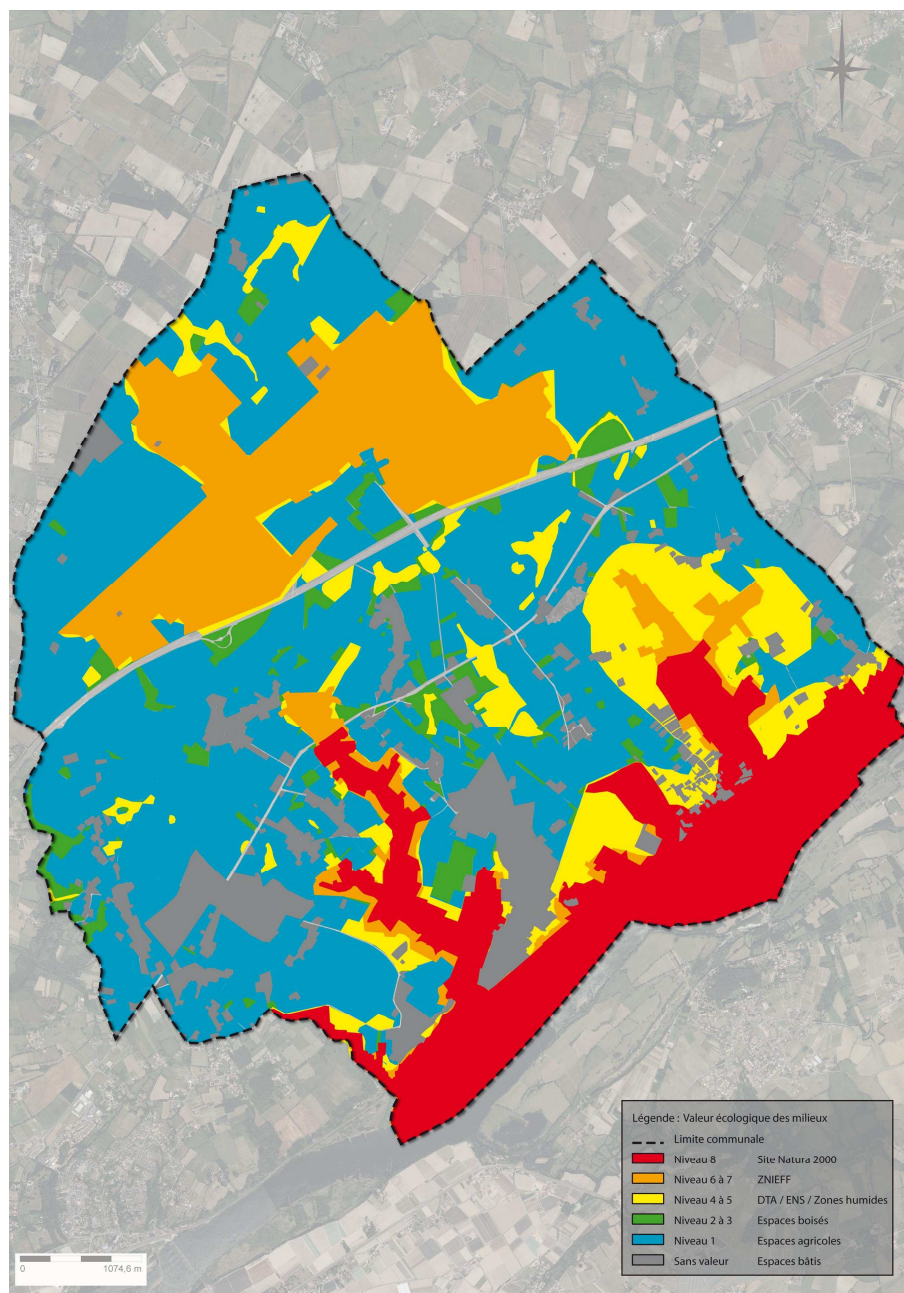 Légende : Valeur écologique des milieux
Limite communale
Niveau 8 Site Natura 2000
Niveau 6 à 7 ZNIEFF
Niveau 4 à 5 DTA / ENS / Zones humides
Niveau 2 à 3 Espaces boisés
Niveau 1 Espaces agricoles
Sans valeur Espaces bâtis
0 1074,6 m